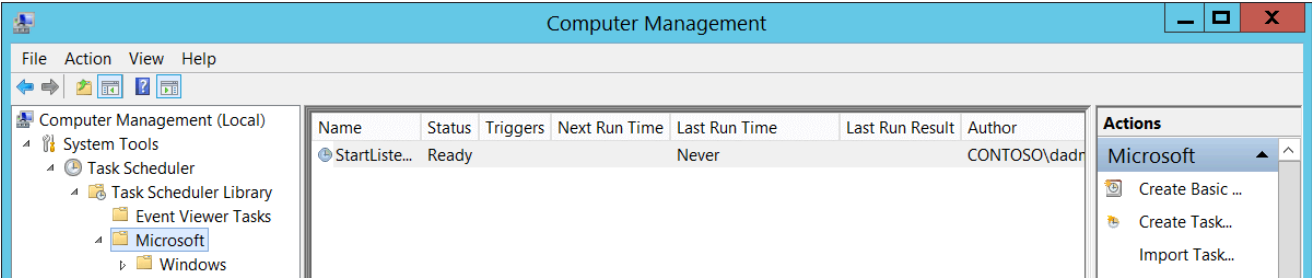 Computer Management
File Action View Help
Computer Management (Local)
System Tools
Task Scheduler
Task Scheduler Library
Event Viewer Tasks
Microsoft
Windows
Name Status Triggers Next Run Time Last Run Time Last Run Result Author
StartListe... Ready Never CONTOSO\dadr
Actions
Microsoft
Create Basic ...
Create Task...
Import Task...